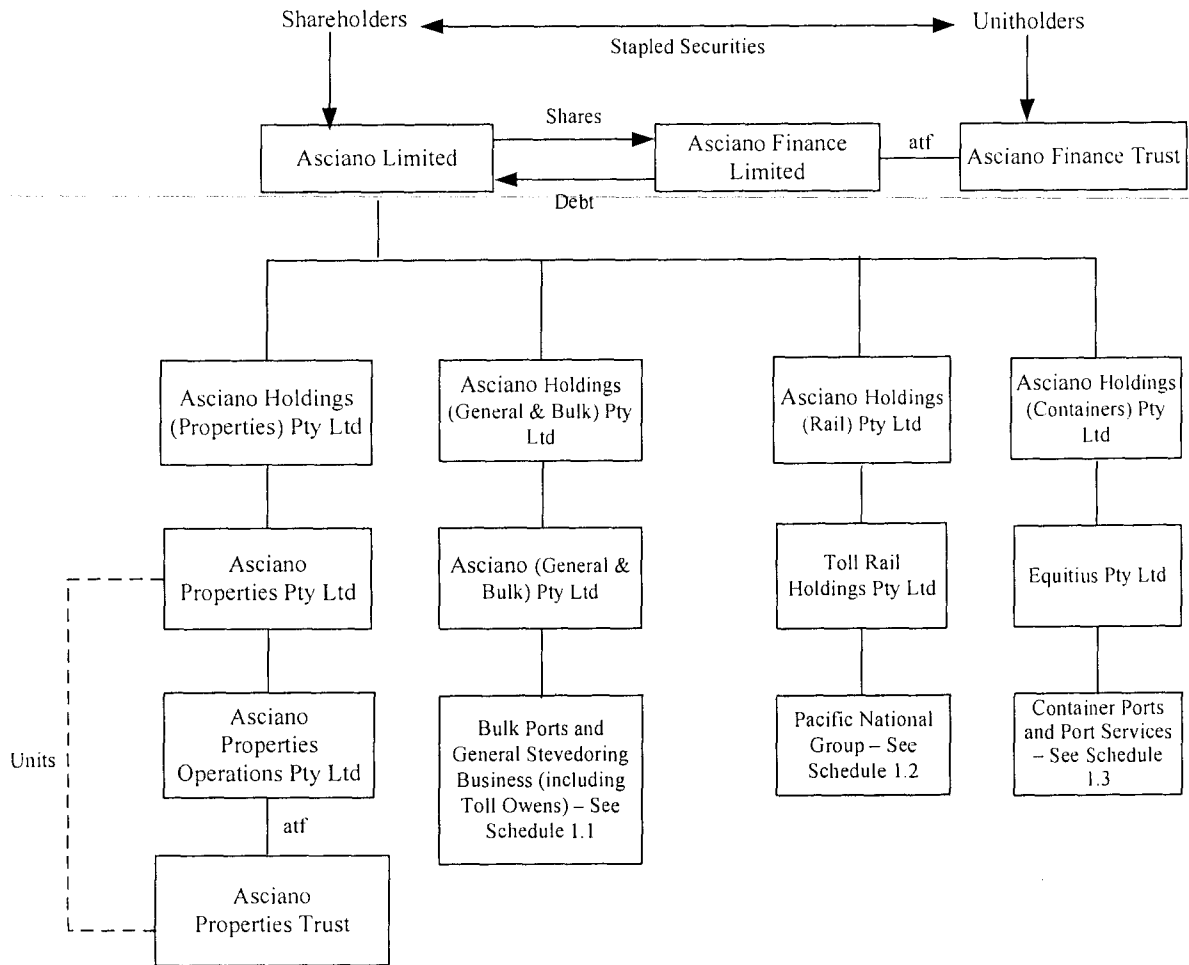 Shareholders
Unitholders
Stapled Securities
Asciano Limited
Shares
Debt
Asciano Finance
Limited
atf
Asciano Finance Trust
Asciano Holdings
(Properties) Pty Ltd
Asciano Holdings
(General & Bulk) Pty
Ltd
Asciano Holdings
(Rail) Pty Ltd
Asciano Holdings
(Containers) Pty
Ltd
Asciano
Properties Pty Ltd
Asciano (General &
Bulk) Pty Ltd
Toll Rail
Holdings Pty Ltd
Equitius Pty Ltd
Asciano
Properties
Operations Pty Ltd
Bulk Ports and
General Stevedoring
Business (including
Toll Owens) – See
Schedule 1.1
Pacific National
Group – See
Schedule 1.2
Container Ports
and Port Services
– See Schedule
1.3
Units
atf
Asciano
Properties Trust